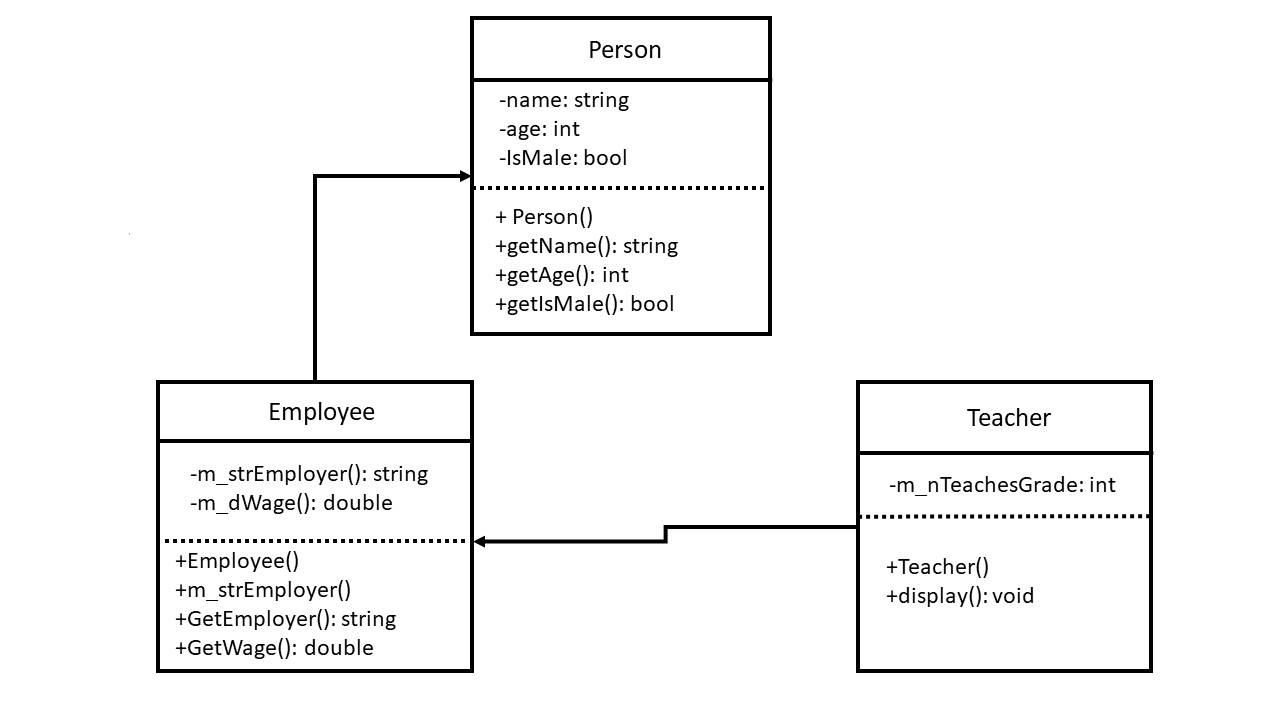 Person
-name: string
-age: int
-IsMale: bool
+ Person()
+getName(): string
+getAge(): int
+getIsMale(): bool
Employee
-m_strEmployer(): string
-m_dWage(): double
+Employee()
+m_strEmployer()
+GetEmployer(): string
+GetWage(): double
Teacher
-m_nTeachesGrade: int
+Teacher()
+display(): void